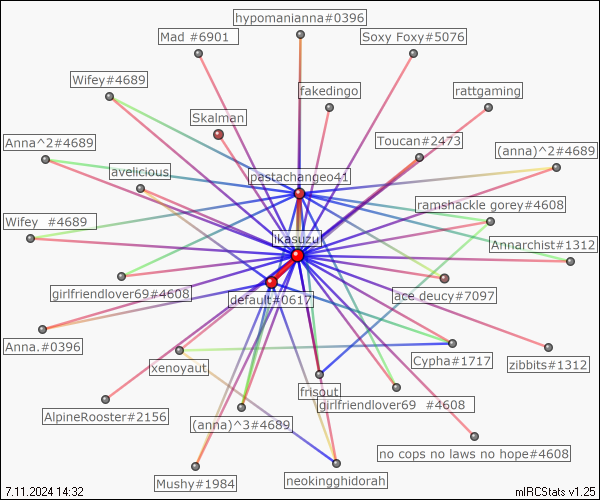 hypomanianna#0396
Mad #6901
Soxy Foxy#5076
Wifey#4689
fakedingo
rattgaming
Skalman
Anna^2#4689
Toucan#2473
(anna)^2#4689
avelicious
pastachangeo41
ramshackle gorey#4608
Wifey #4689
ikasuzui
Annarchist#1312
girlfriendlover69#4608
default#0617
ace deucy#7097
Anna.#0396
xenoyaut
Cypha#1717
zibbits#1312
frisout
AlpineRooster#2156
(anna)^3#4689
girlfriendlover69 #4608
no cops no laws no hope#4608
Mushy#1984
neokingghidorah
7.11.2024 14:32
mIRCStats v1.25